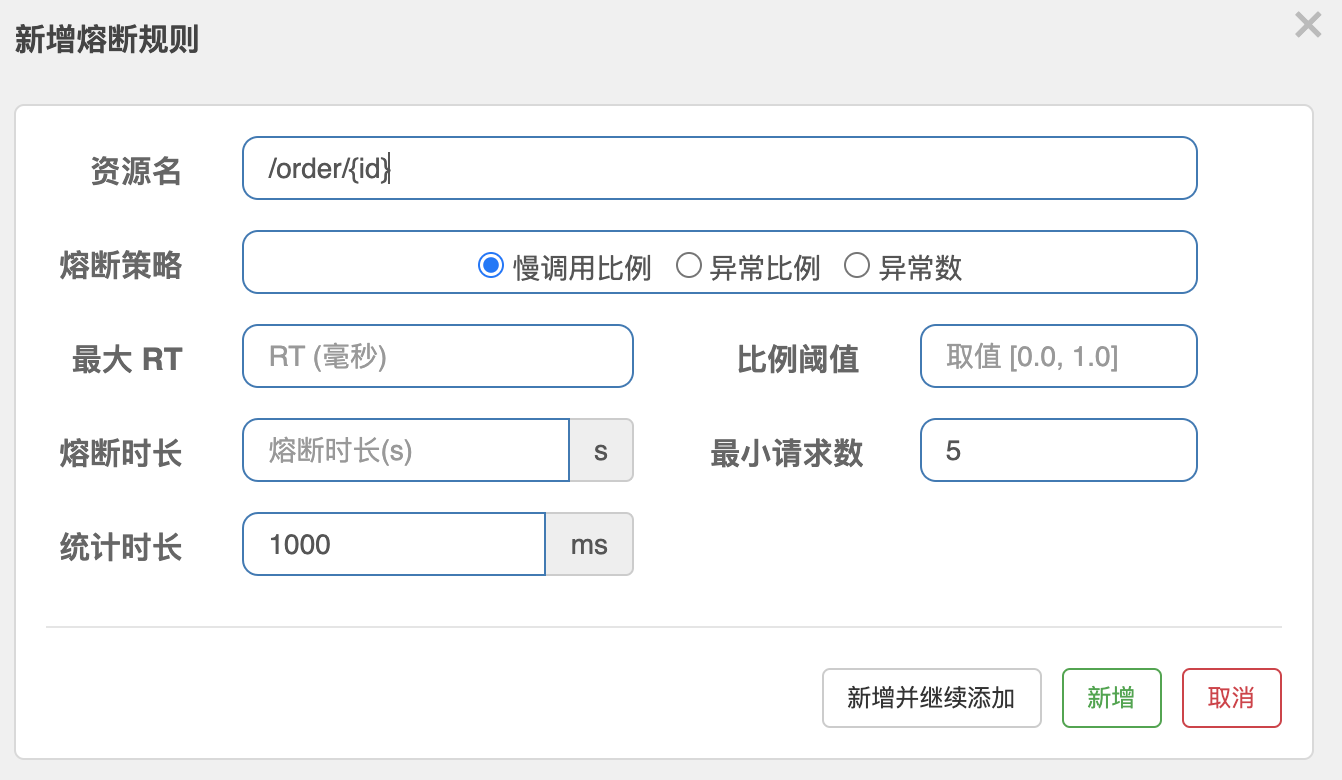 新增熔断规则
×
资源名 /order/{id}
熔断策略 慢调用比例 异常比例 异常数
最大 RT RT (毫秒) 比例阈值 取值 [0.0, 1.0]
熔断时长 熔断时长(s) s 最小请求数 5
统计时长 1000 ms
新增并继续添加 新增 取消